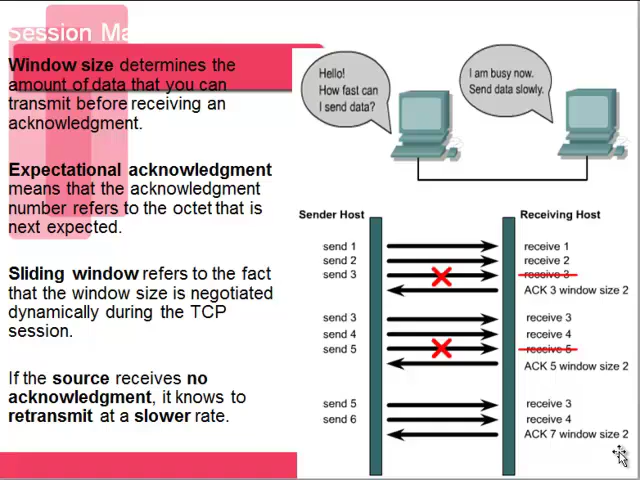 Session Ma
Window size determines the
amount of data that you can
transmit before receiving an
acknowledgment.
Expectational acknowledgment
means that the acknowledgment
number refers to the octet that is
next expected.
Sliding window refers to the fact
that the window size is negotiated
dynamically during the TCP
session.
If the source receives no
acknowledgment, it knows to
retransmit at a slower rate.
Hello!
How fast can
I send data?
I am busy now.
Send data slowly.
Sender Host
Receiving Host
send 1
receive 1
send 2
receive 2
send 3
receive 3
ACK 3 window size 2
send 3
receive 3
send 4
receive 4
send 5
receive 5
ACK 5 window size 2
send 5
receive 3
send 6
receive 4
ACK 7 window size 2